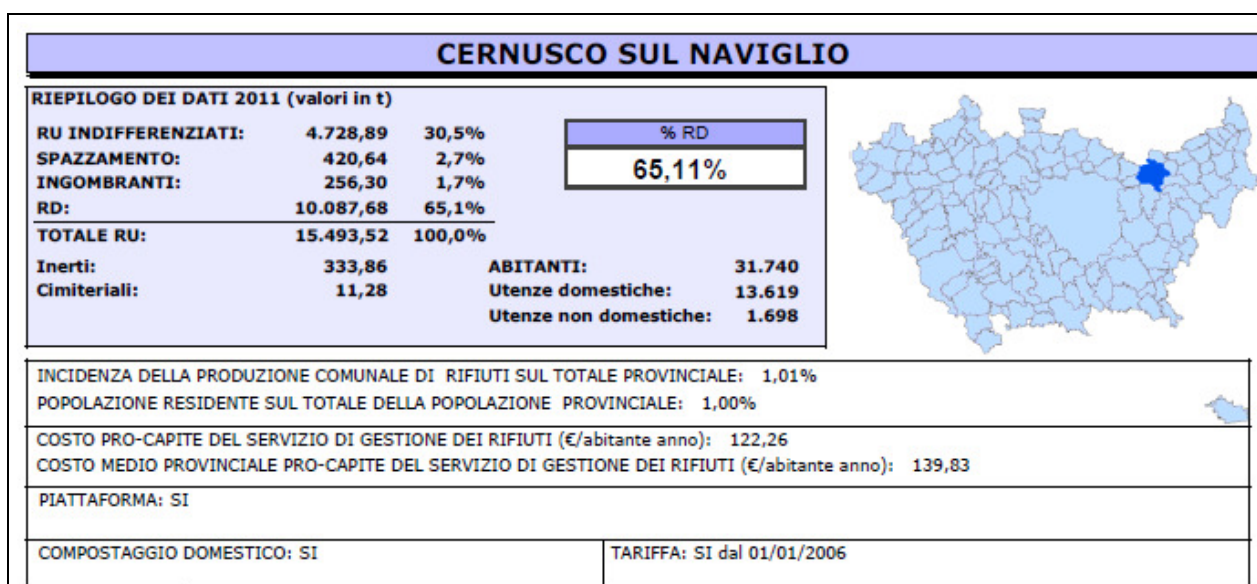 CERNUSCO SUL NAVIGLIO
RIEPILOGO DEI DATI 2011 (valori in t)
RU INDIFFERENZIATI: 4.728,89 30,5%
SPAZZAMENTO: 420,64 2,7%
INGOMBRANTI: 256,30 1,7%
RD: 10.087,68 65,1%
TOTALE RU: 15.493,52 100,0%
% RD
65,11%
Inerti: 333,86
Cimiteriali: 11,28
ABITANTI: 31.740
Utenze domestiche: 13.619
Utenze non domestiche: 1.698
INCIDENZA DELLA PRODUZIONE COMUNALE DI RIFIUTI SUL TOTALE PROVINCIALE: 1,01%
POPOLAZIONE RESIDENTE SUL TOTALE DELLA POPOLAZIONE PROVINCIALE: 1,00%
COSTO PRO-CAPITE DEL SERVIZIO DI GESTIONE DEI RIFIUTI (€/abitante anno): 122,26
COSTO MEDIO PROVINCIALE PRO-CAPITE DEL SERVIZIO DI GESTIONE DEI RIFIUTI (€/abitante anno): 139,83
PIATTAFORMA: SI
COMPOSTAGGIO DOMESTICO: SI
TARIFFA: SI dal 01/01/2006